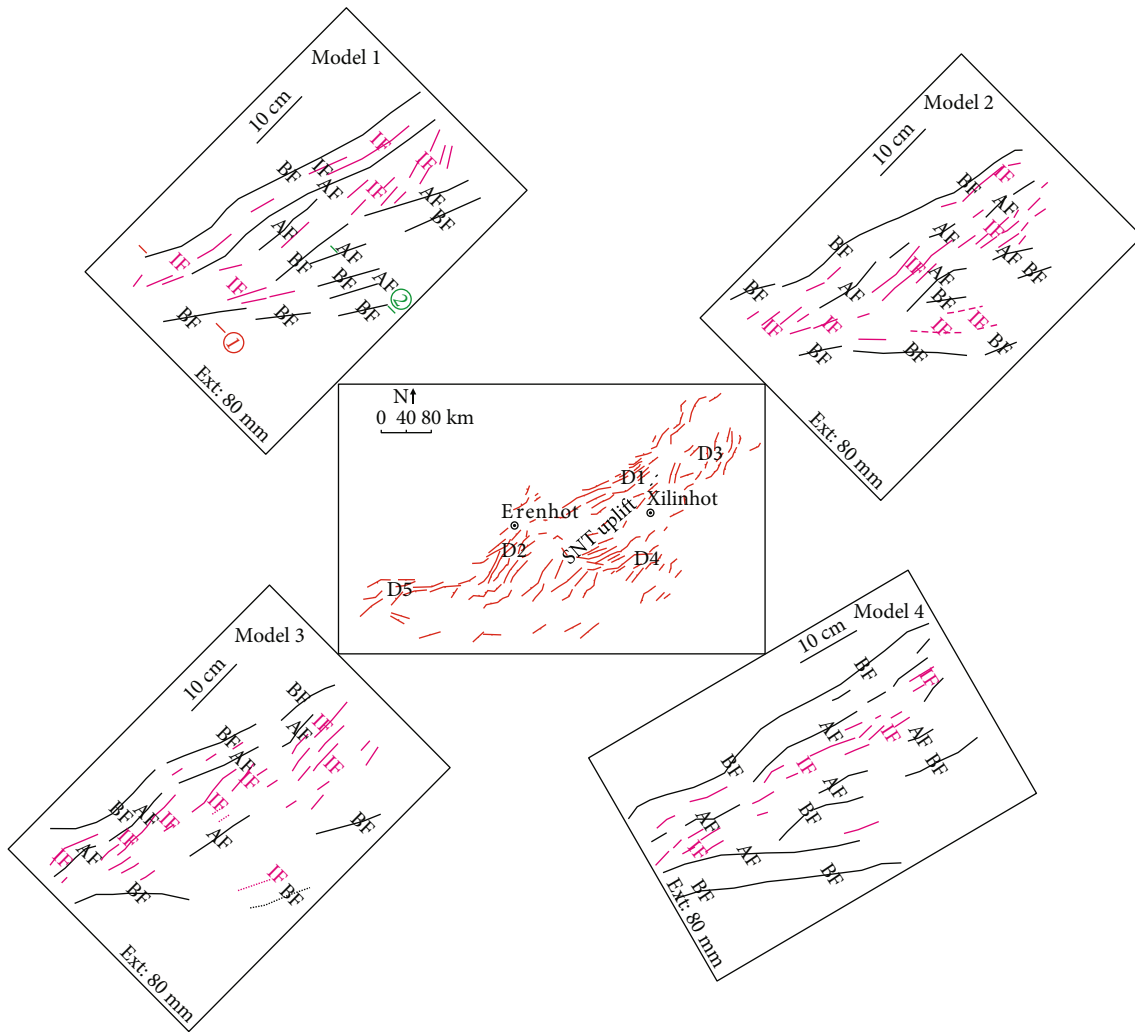 Model 1
10 cm
IF
IF
BF
IF
AF
IF
AF
BF
AF
AF
IF
BF
BF
AF
IF
BF
BF
BF
1
2
Ext: 80 mm
Model 2
10 cm
BF
IF
AF
AF
IF
BF
AF
BF
IF
AF
BF
AF
BF
IF
IF
IF
IF
BF
BF
BF
Ext: 80 mm
N
0 40 80 km
D3
D1
Erenhot
Xilinhot
SNT uplift
D2
D4
D5
Model 3
10 cm
BF
IF
AF
BF
AF
IF
IF
IF
BF
AF
IF
BF
IF
AF
AF
IF
IF
BF
BF
Ext: 80 mm
Model 4
10 cm
BF
IF
AF
IF
AF
BF
BF
IF
AF
BF
AF
IF
AF
BF
BF
Ext: 80 mm